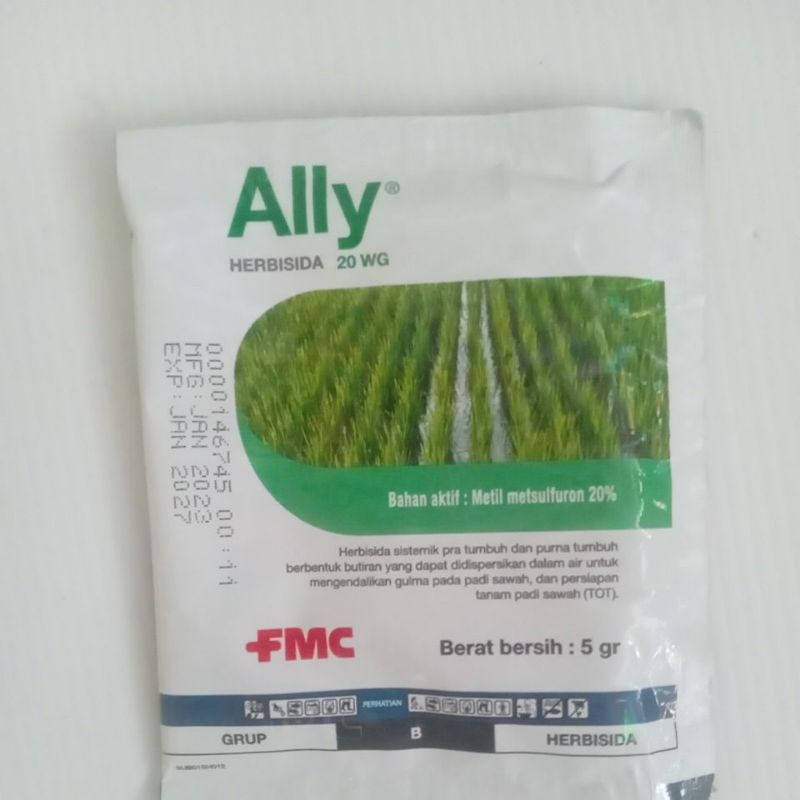 Ally®
HERBISIDA 20 WG
0000146745 00:11
MFG: JAN 2023
EXP: JAN 2027
Bahan aktif : Metil metsulfuron 20%
Herbisida sistemik pra tumbuh dan purna tumbuh
berbentuk butiran yang dapat didispersikan dalam air untuk
mengendalikan gulma pada padi sawah, dan persiapan
tanam padi sawah (TOT).
FMC
Berat bersih : 5 gr
PERHATIAN
GRUP B HERBISIDA